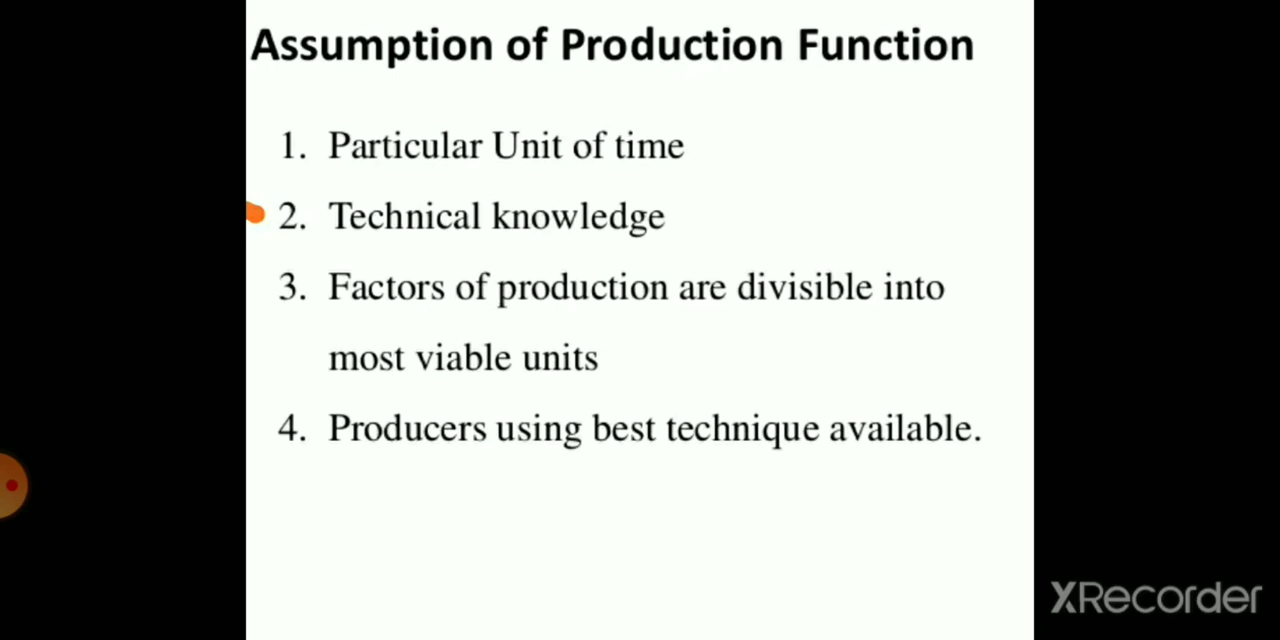 Assumption of Production Function
1. Particular Unit of time
2. Technical knowledge
3. Factors of production are divisible into
most viable units
4. Producers using best technique available.
XRecorder